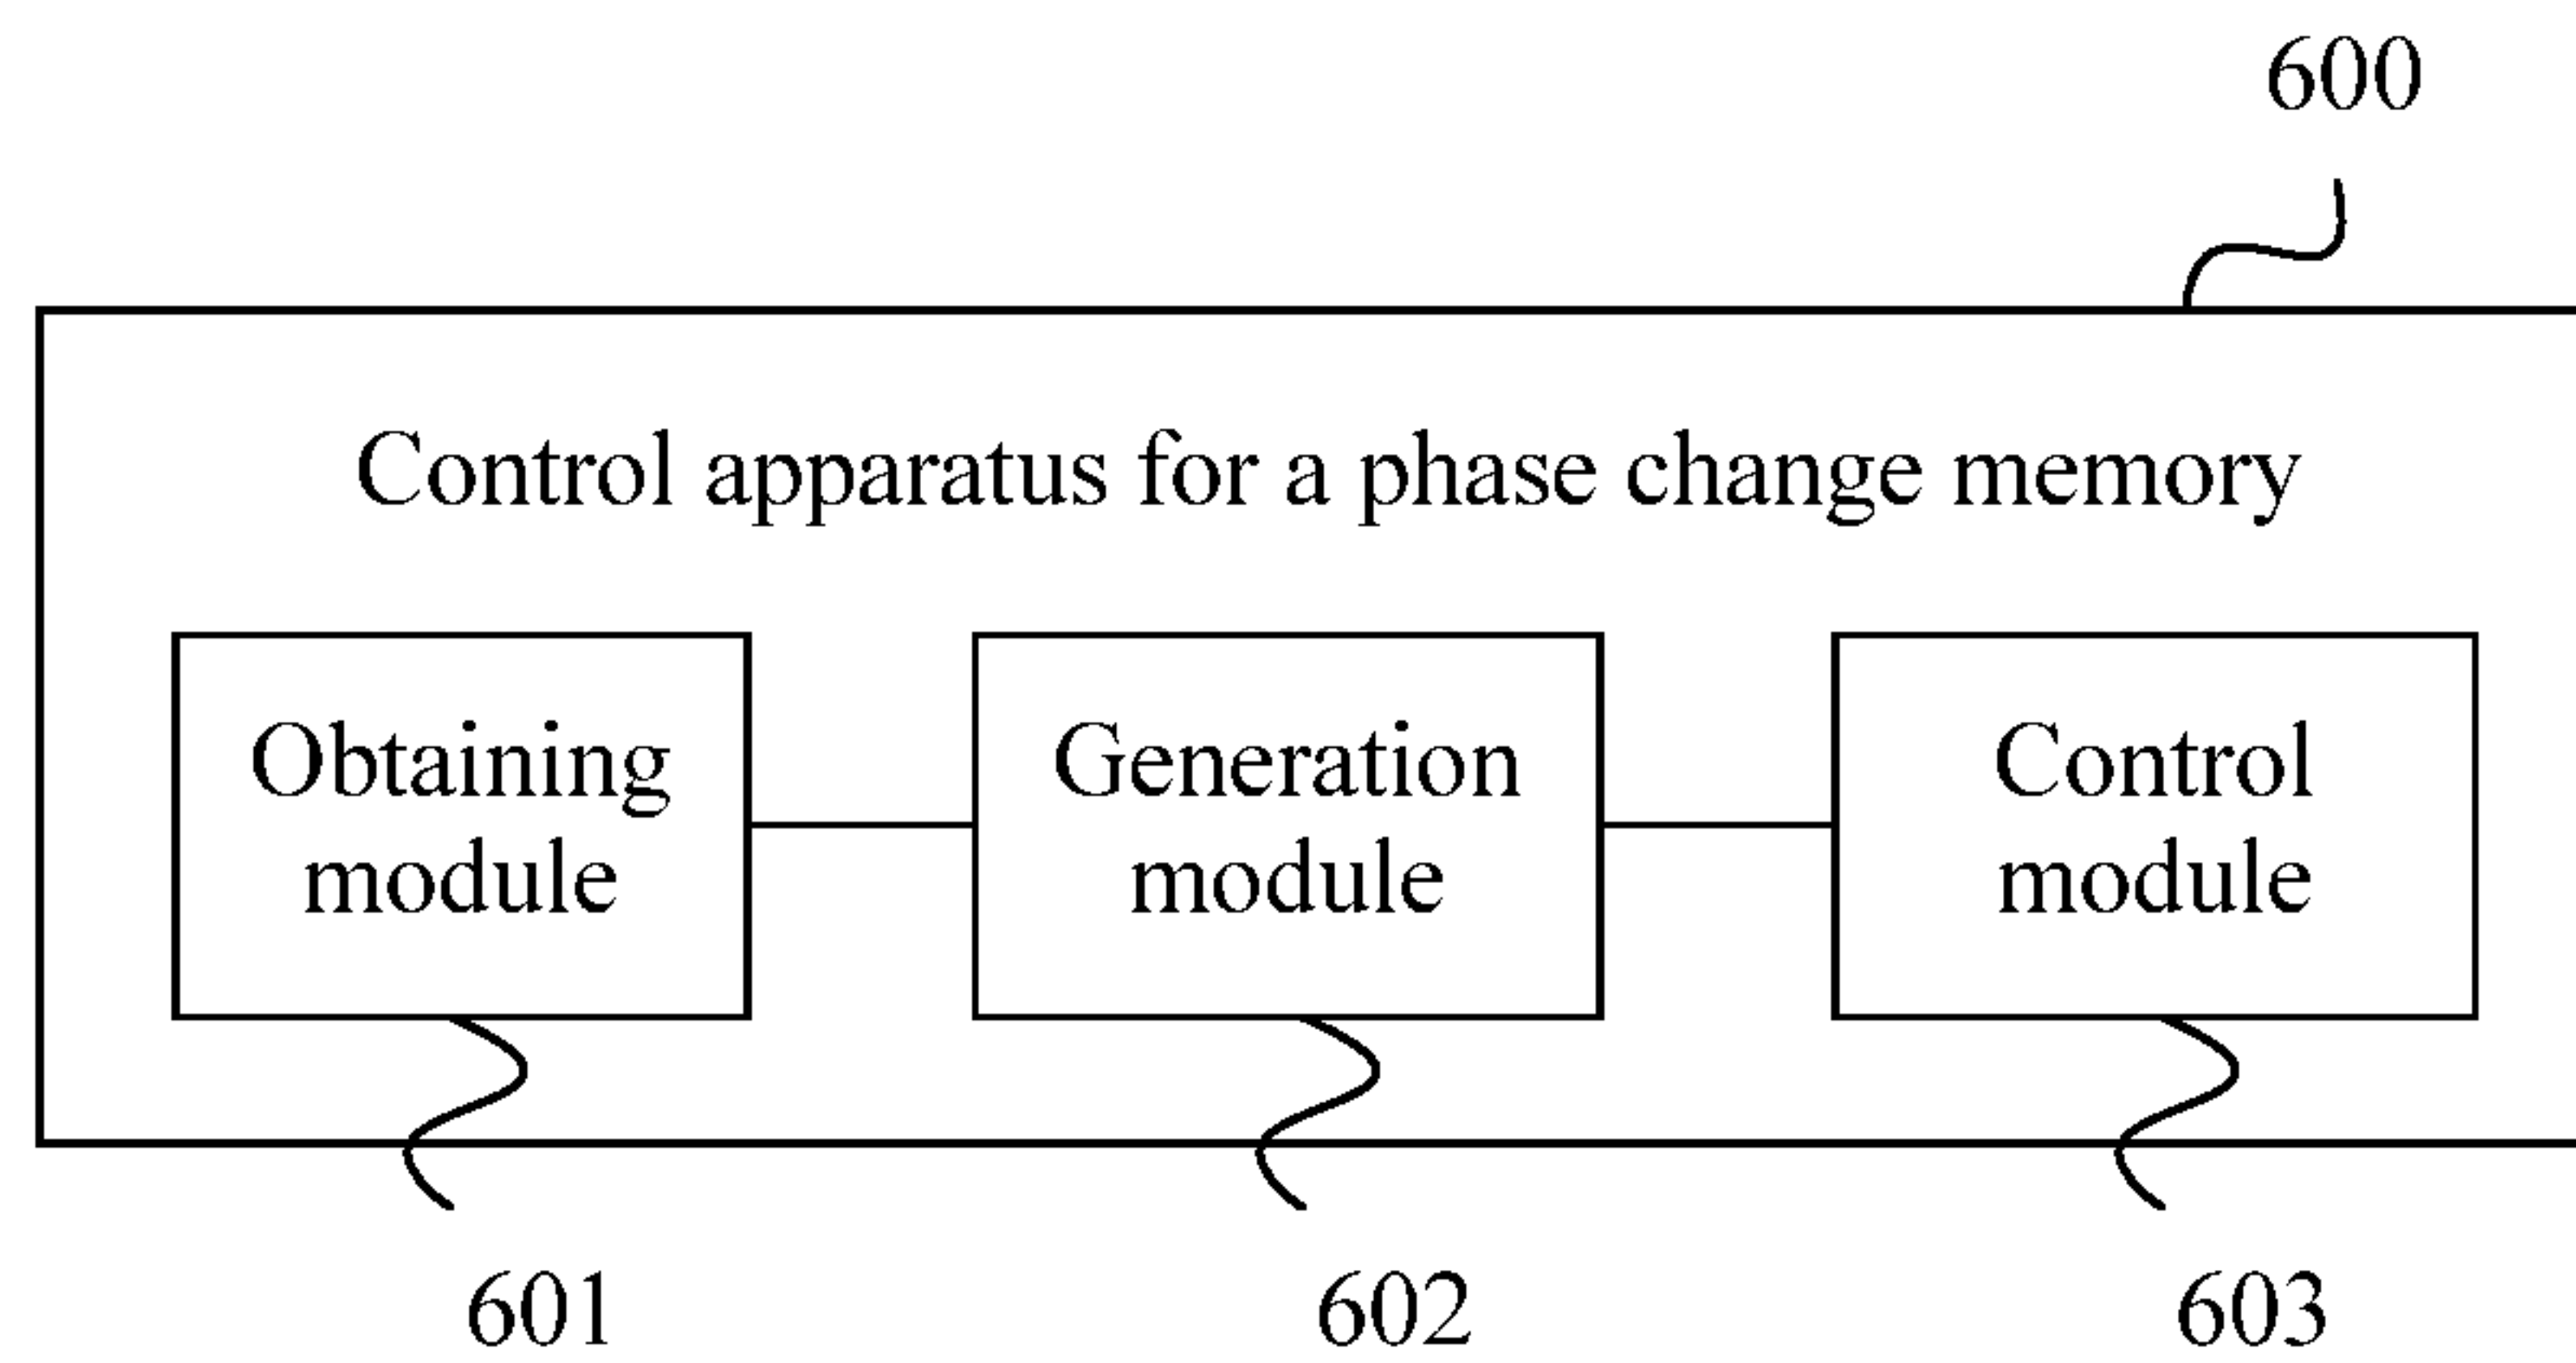 600
Control apparatus for a phase change memory
Obtaining
module
Generation
module
Control
module
601
602
603